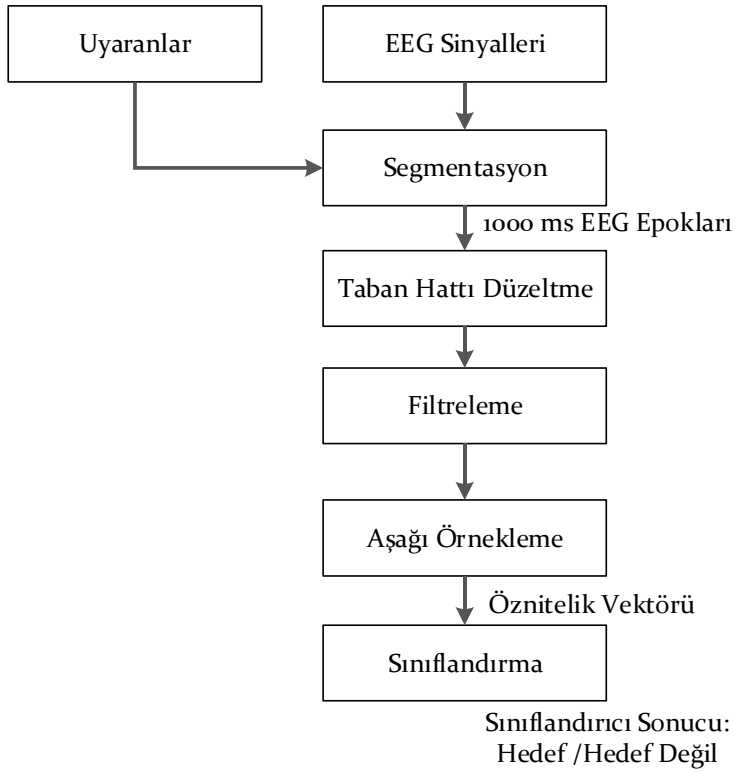 Uyaranlar
EEG Sinyalleri
Segmentasyon
1000 ms EEG Epokları
Taban Hattı Düzeltme
Filtreleme
Aşağı Örnekleme
Öznitelik Vektörü
Sınıflandırma
Sınıflandırıcı Sonucu:
Hedef /Hedef Değil